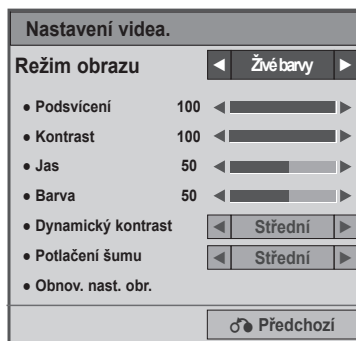 Nastavení videa.
Režim obrazu ◄ Živé barvy ►
● Podsvícení 100
● Kontrast 100
● Jas 50
● Barva 50
● Dynamický kontrast ◄ Střední ►
● Potlačení šumu ◄ Střední ►
● Obnov. nast. obr.
Předchozí